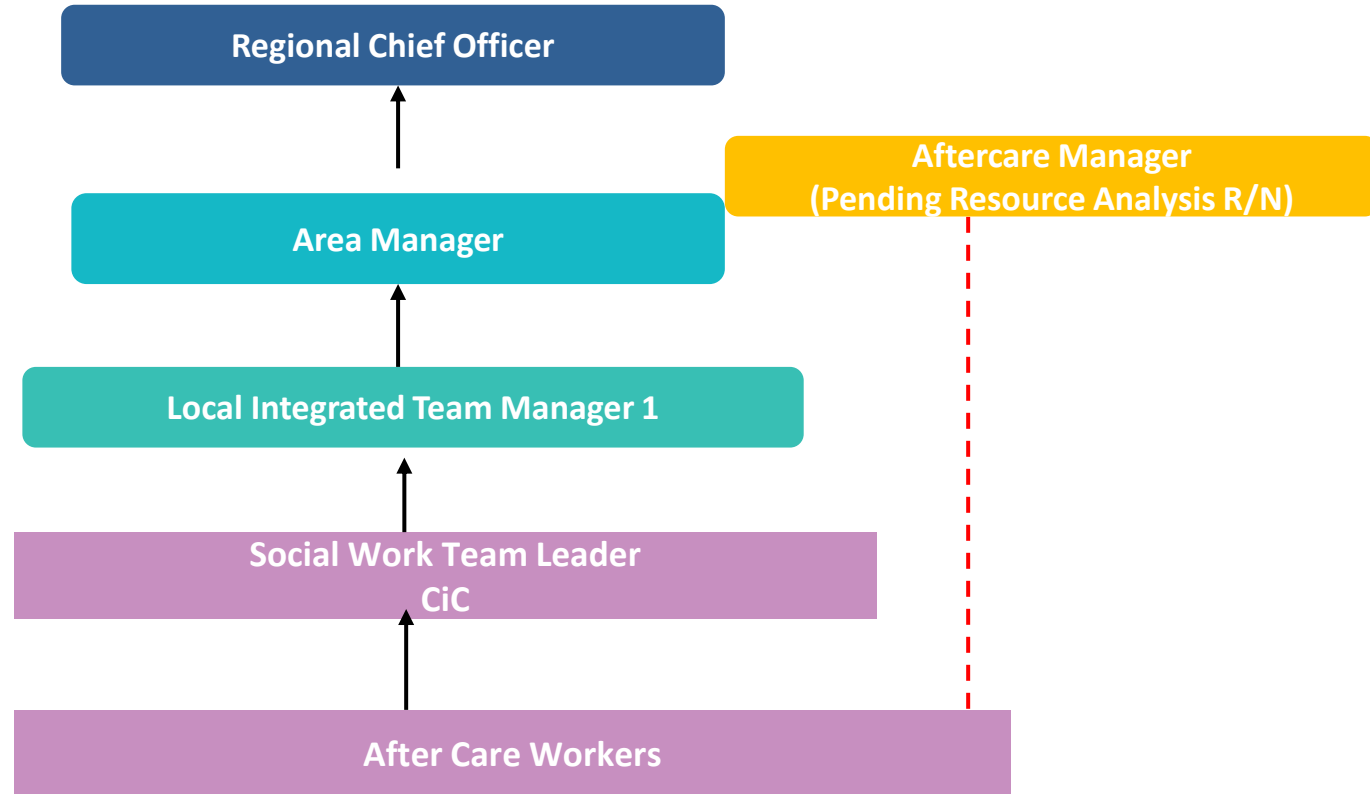 Regional Chief Officer
Aftercare Manager
(Pending Resource Analysis R/N)
Area Manager
Local Integrated Team Manager 1
Social Work Team Leader
CiC
After Care Workers